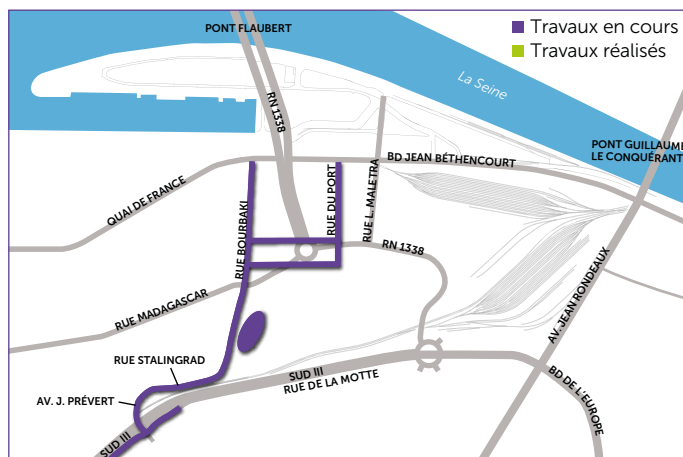 Travaux en cours
Travaux réalisés
PONT FLAUBERT
La Seine
RN 1338
PONT GUILLAUME
LE CONQUÉRANT
BD JEAN BÉTHENCOURT
QUAI DE FRANCE
RUE BOURBAKI
RUE DU PORT
RUE L. MALETRA
RN 1338
RUE MADAGASCAR
AV. JEAN RONDEAUX
RUE STALINGRAD
SUD III
RUE DE LA MOTTE
BD DE L'EUROPE
AV. J. PRÉVERT
SUD III